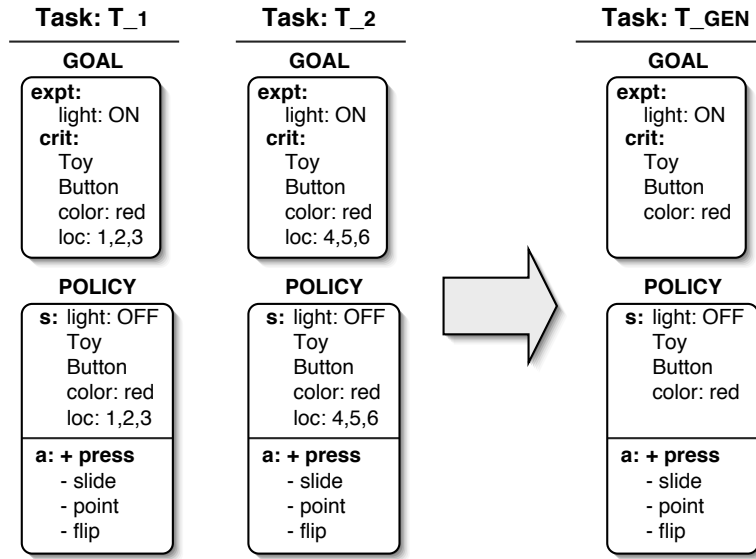 Task: T_1
GOAL
expt:
light: ON
crit:
Toy
Button
color: red
loc: 1,2,3
POLICY
s: light: OFF
Toy
Button
color: red
loc: 1,2,3
a: + press
- slide
- point
- flip
Task: T_2
GOAL
expt:
light: ON
crit:
Toy
Button
color: red
loc: 4,5,6
POLICY
s: light: OFF
Toy
Button
color: red
loc: 4,5,6
a: + press
- slide
- point
- flip
Task: T_GEN
GOAL
expt:
light: ON
crit:
Toy
Button
color: red
POLICY
s: light: OFF
Toy
Button
color: red
a: + press
- slide
- point
- flip